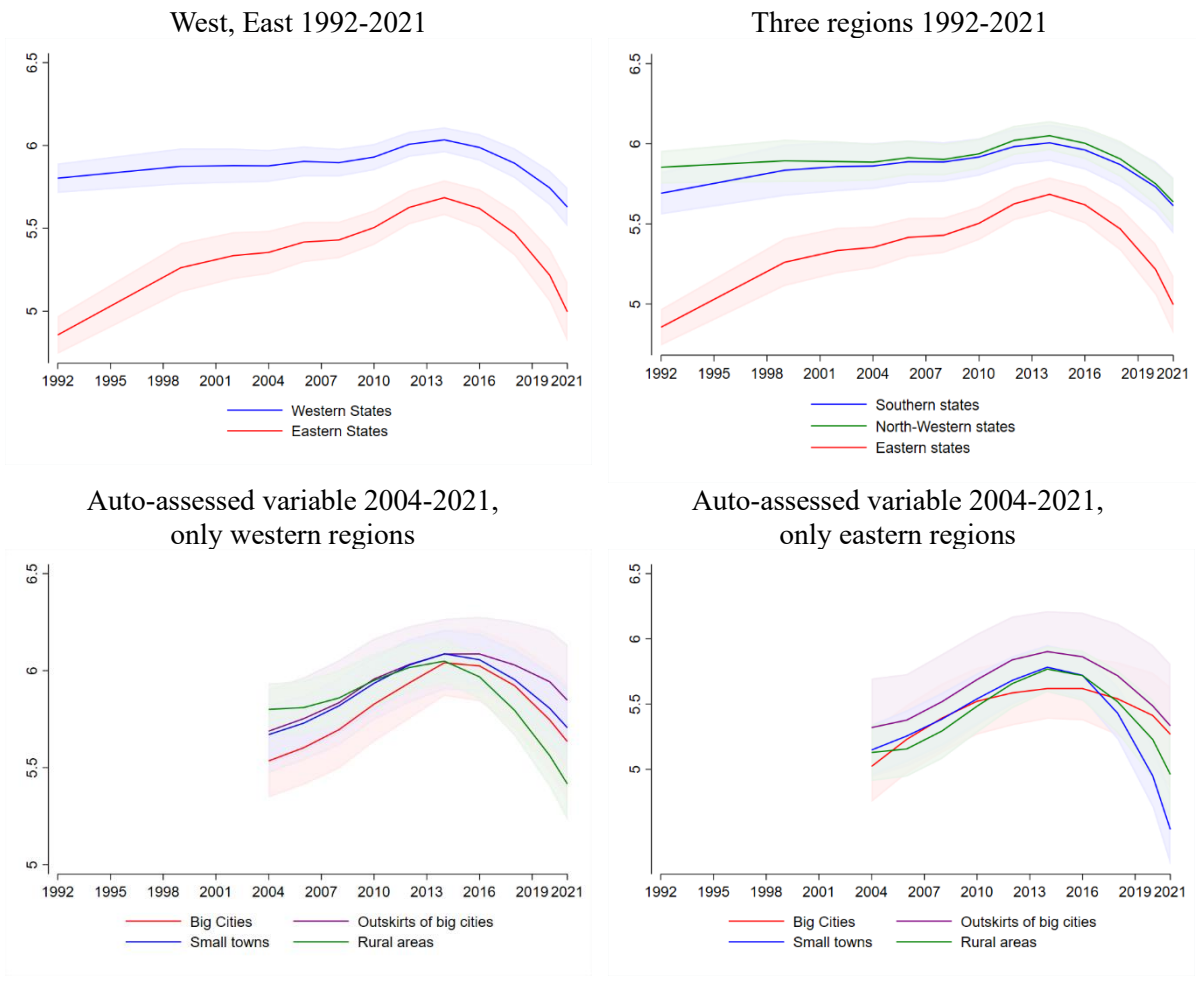 West, East 1992-2021
6.5
6
5.5
5
1992 1995 1998 2001 2004 2007 2010 2013 2016 2019 2021
Western States
Eastern States
Three regions 1992-2021
6.5
6
5.5
5
1992 1995 1998 2001 2004 2007 2010 2013 2016 2019 2021
Southern states
North-Western states
Eastern states
Auto-assessed variable 2004-2021,
only western regions
6.5
6
5.5
5
1992 1995 1998 2001 2004 2007 2010 2013 2016 2019 2021
Big Cities Outskirts of big cities
Small towns Rural areas
Auto-assessed variable 2004-2021,
only eastern regions
6.5
6
5.5
5
1992 1995 1998 2001 2004 2007 2010 2013 2016 2019 2021
Big Cities Outskirts of big cities
Small towns Rural areas